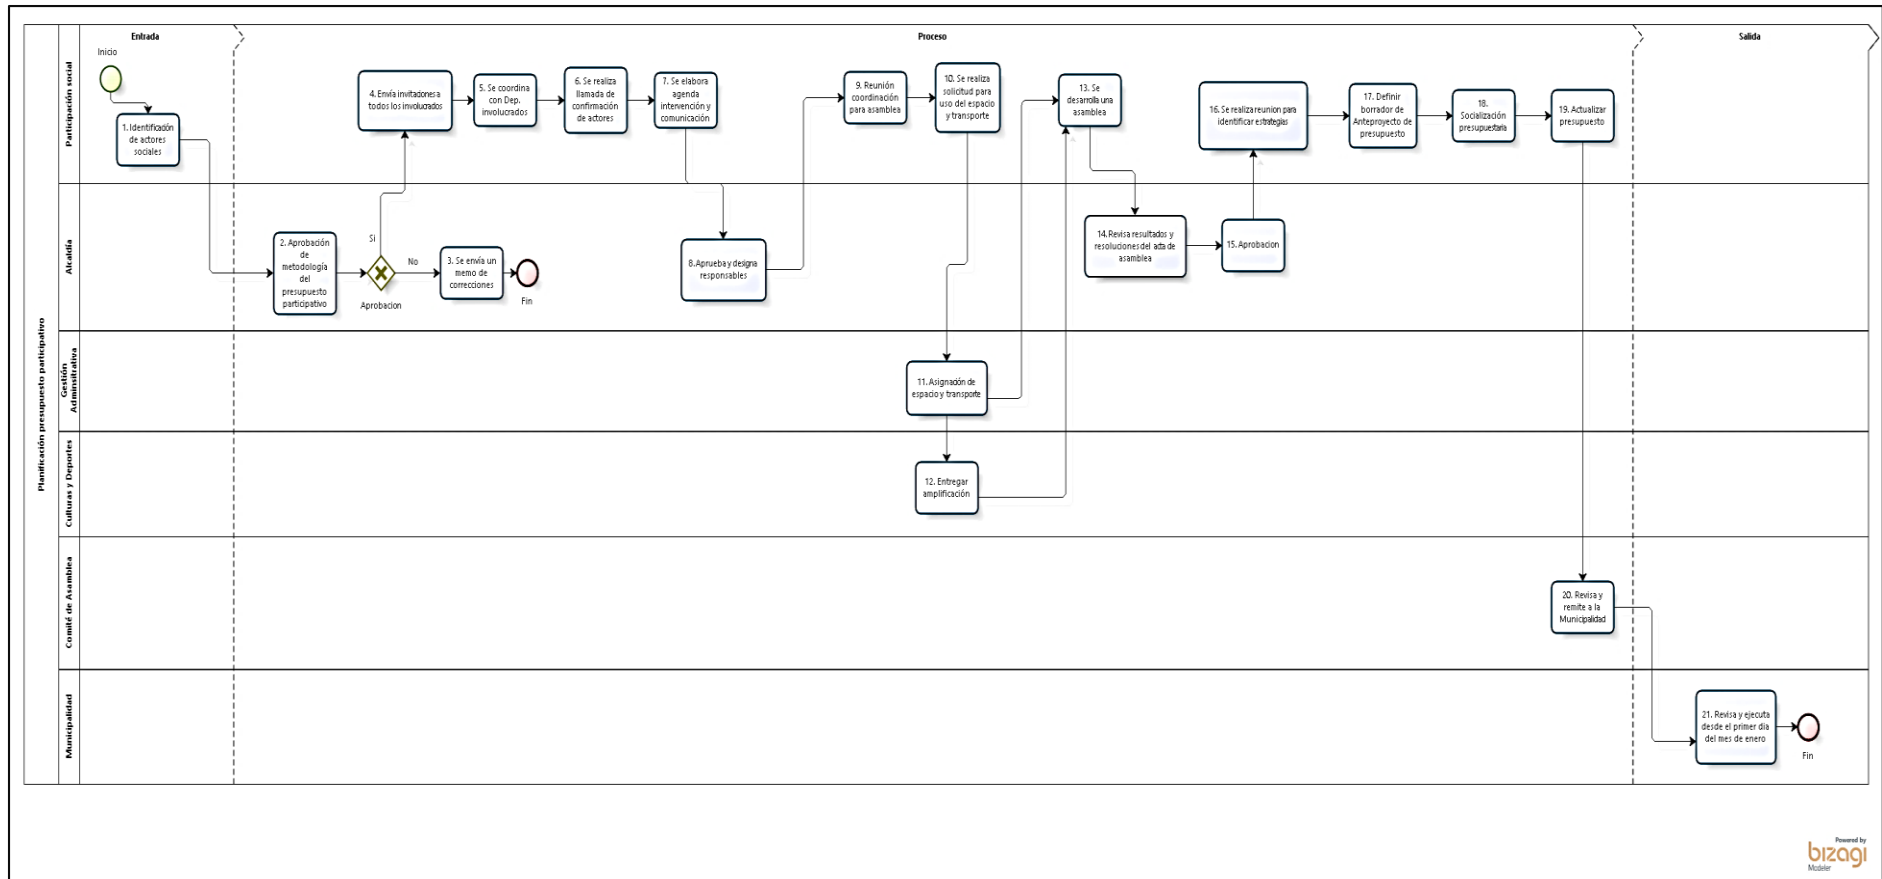 Entrada
Proceso
Salida
Planificación presupuesto participativo
Participación social
Inicio
1. Identificación
de actores
sociales
4. Envía invitaciones a
todos los involucrados
5. Se coordina
con Dep.
involucrados
6. Se realiza
llamada de
confirmación
de actores
7. Se elabora
agenda
intervención y
comunicación
9. Reunión
coordinación
para asamblea
10. Se realiza
solicitud para
uso del espacio
y transporte
13. Se
desarrolla una
asamblea
16. Se realiza reunion para
identificar estrategias
17. Definir
borrador de
Anteproyecto de
presupuesto
18.
Socialización
presupuestaria
19. Actualizar
presupuesto
Alcaldía
2. Aprobación
de
metodología
del
presupuesto
participativo
Si
No
Aprobacion
3. Se envía un
memo de
correcciones
Fin
8. Aprueba y designa
responsables
14. Revisa resultados y
resoluciones del acta de
asamblea
15. Aprobacion
Gestión
Adminsitrativa
11. Asignación de
espacio y transporte
Culturas y Deportes
12. Entregar
amplificación
Comité de Asamblea
20. Revisa y
remite a la
Municipalidad
Municipalidad
21. Revisa y ejecuta
desde el primer dia
del mes de enero
Fin
Powered by
bizagi
Modeler